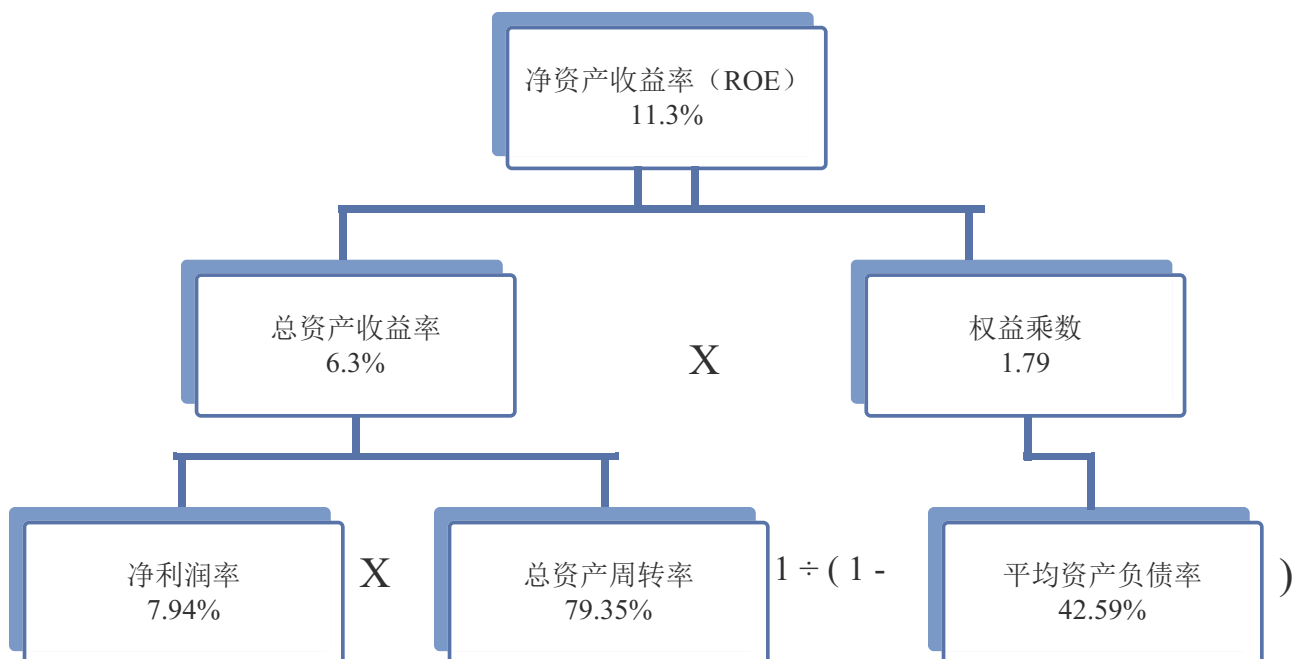 净资产收益率（ROE）
11.3%
总资产收益率
6.3%
X
权益乘数
1.79
净利润率
7.94%
X
总资产周转率
79.35%
1 ÷ ( 1 -
平均资产负债率
42.59%
)